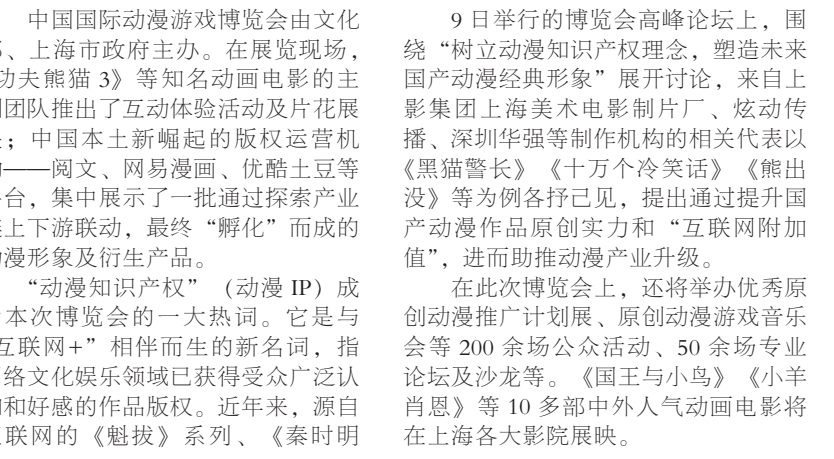 中国国际动漫游戏博览会由文化
、上海市政府主办。在展览现场，
功夫熊猫 3》等知名动画电影的主
团队推出了互动体验活动及片花展
；中国本土新崛起的版权运营机
——阅文、网易漫画、优酷土豆等
台，集中展示了一批通过探索产业
上下游联动，最终“孵化”而成的
漫形象及衍生产品。
“动漫知识产权”（动漫 IP）成
本次博览会的一大热词。它是与
互联网+”相伴而生的新名词，指
络文化娱乐领域已获得受众广泛认
和好感的作品版权。近年来，源自
联网的《魁拔》系列、《秦时明
9 日举行的博览会高峰论坛上，围
绕“树立动漫知识产权理念，塑造未来
国产动漫经典形象”展开讨论，来自上
影集团上海美术电影制片厂、炫动传
播、深圳华强等制作机构的相关代表以
《黑猫警长》《十万个冷笑话》《熊出
没》等为例各抒己见，提出通过提升国
产动漫作品原创实力和“互联网附加
值”，进而助推动漫产业升级。
在此次博览会上，还将举办优秀原
创动漫推广计划展、原创动漫游戏音乐
会等 200 余场公众活动、50 余场专业
论坛及沙龙等。《国王与小鸟》《小羊
肖恩》等 10 多部中外人气动画电影将
在上海各大影院展映。